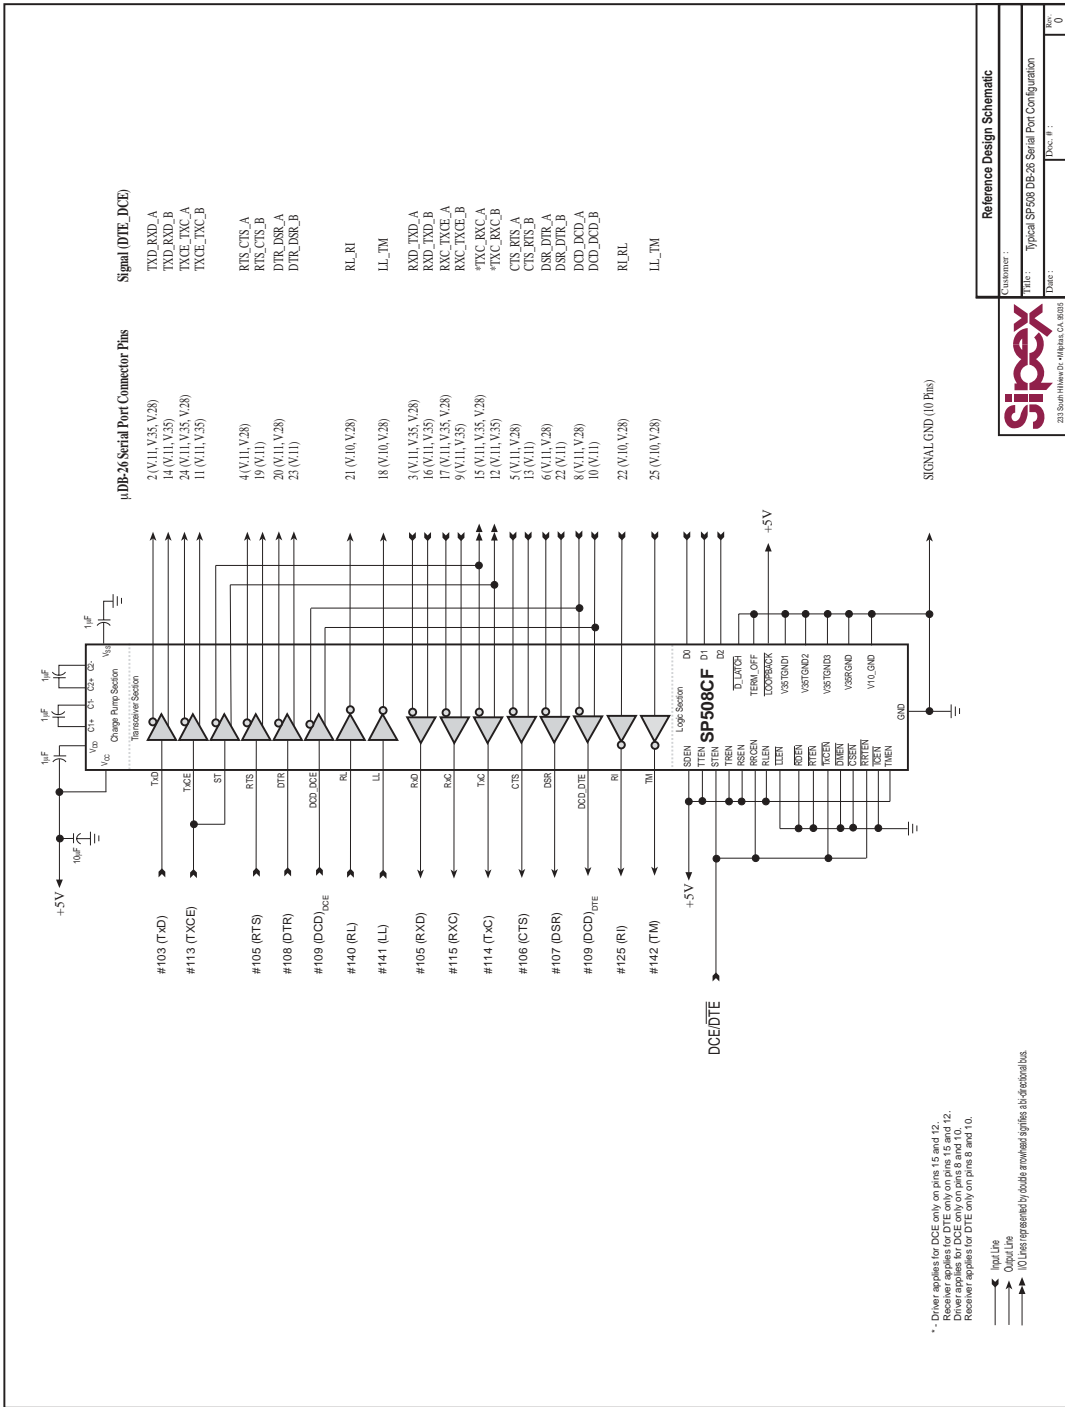 +5V
10µF
1µF
1µF
1µF
1µF
VCC
VDD
C1+
C1-
C2+
C2-
VSS
Charge Pump Section
Transceiver Section
µDB-26 Serial Port Connector Pins
Signal (DTE_DCE)
#103 (TxD)
TxD
2 (V.11, V.35, V.28)
TXD_RXD_A
14 (V.11, V.35)
TXD_RXD_B
#113 (TXCE)
TxCE
24 (V.11, V.35, V.28)
TXCE_TXC_A
11 (V.11, V.35)
TXCE_TXC_B
ST
#105 (RTS)
RTS
4 (V.11, V.28)
RTS_CTS_A
19 (V.11)
RTS_CTS_B
#108 (DTR)
DTR
20 (V.11, V.28)
DTR_DSR_A
23 (V.11)
DTR_DSR_B
#109 (DCD)DCE
DCD_DCE
#140 (RL)
RL
21 (V.10, V.28)
RL_RI
#141 (LL)
LL
18 (V.10, V.28)
LL_TM
#105 (RXD)
RxD
3 (V.11, V.35, V.28)
RXD_TXD_A
16 (V.11, V.35)
RXD_TXD_B
#115 (RXC)
RxC
17 (V.11, V.35, V.28)
RXC_TXCE_A
9 (V.11, V.35)
RXC_TXCE_B
#114 (TxC)
TxC
15 (V.11, V.35, V.28)
*TXC_RXC_A
12 (V.11, V.35)
*TXC_RXC_B
#106 (CTS)
CTS
5 (V.11, V.28)
CTS_RTS_A
13 (V.11)
CTS_RTS_B
#107 (DSR)
DSR
6 (V.11, V.28)
DSR_DTR_A
22 (V.11)
DSR_DTR_B
#109 (DCD)DTE
DCD_DTE
8 (V.11, V.28)
DCD_DCD_A
10 (V.11)
DCD_DCD_B
#125 (RI)
RI
22 (V.10, V.28)
RI_RL
#142 (TM)
TM
25 (V.10, V.28)
LL_TM
Logic Section
SP508CF
+5V
DCE/DTE
SDEN
TTEN
STEN
TREN
RSEN
RRCEN
RLEN
LLEN
RDEN
RTEN
TxCEN
DMEN
CSEN
RRTEN
ICEN
TMEN
D0
D1
D2
D_LATCH
TERM_OFF
LOOPBACK
V35TGND1
V35TGND2
V35TGND3
V35RGND
V10_GND
GND
+5V
SIGNAL GND (10 Pins)
* - Driver applies for DCE only on pins 15 and 12.
Receiver applies for DTE only on pins 15 and 12.
Driver applies for DCE only on pins 8 and 10.
Receiver applies for DTE only on pins 8 and 10.
Input Line
Output Line
I/O Lines represented by double arrowhead signifies a bi-directional bus.
Sipex
233 South Hillview Dr. • Milpitas, CA. 95035
Reference Design Schematic
Customer :
Title : Typical SP508 DB-26 Serial Port Configuration
Date :
Doc. # :
Rev. 0